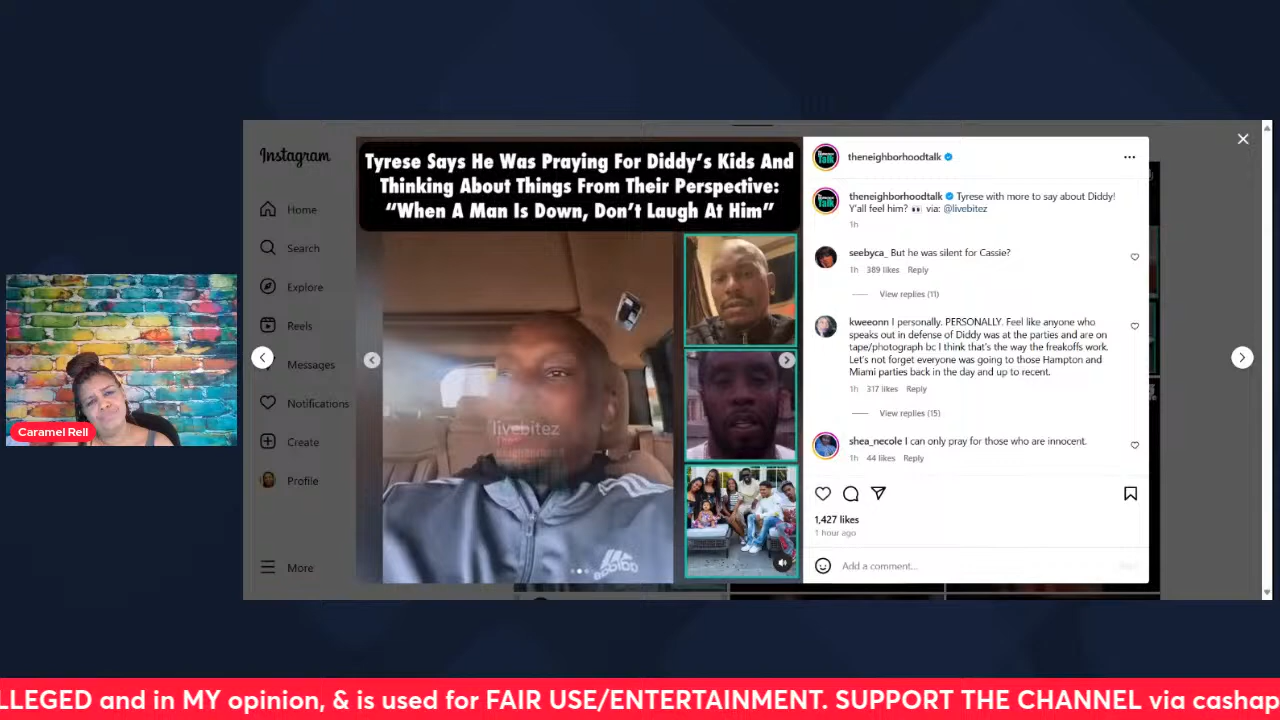 Instagram
Home
Search
Explore
Reels
Messages
Notifications
Create
Profile
More
Caramel Rell
Tyrese Says He Was Praying For Diddy's Kids And
Thinking About Things From Their Perspective:
“When A Man Is Down, Don't Laugh At Him”
livebitez
adidas
theneighborhoodtalk
theneighborhoodtalk Tyrese with more to say about Diddy!
Y'all feel him? 👀 via: @livebitez
1h
seebyca_ But he was silent for Cassie?
1h 389 likes Reply
View replies (11)
kweeonn I personally. PERSONALLY. Feel like anyone who
speaks out in defense of Diddy was at the parties and are on
tape/photograph bc I think that's the way the freakoffs work.
Let's not forget everyone was going to those Hampton and
Miami parties back in the day and up to recent.
1h 317 likes Reply
View replies (15)
shea_necole I can only pray for those who are innocent.
1h 44 likes Reply
1,427 likes
1 hour ago
Add a comment...
LLEGED and in MY opinion, & is used for FAIR USE/ENTERTAINMENT. SUPPORT THE CHANNEL via cashap